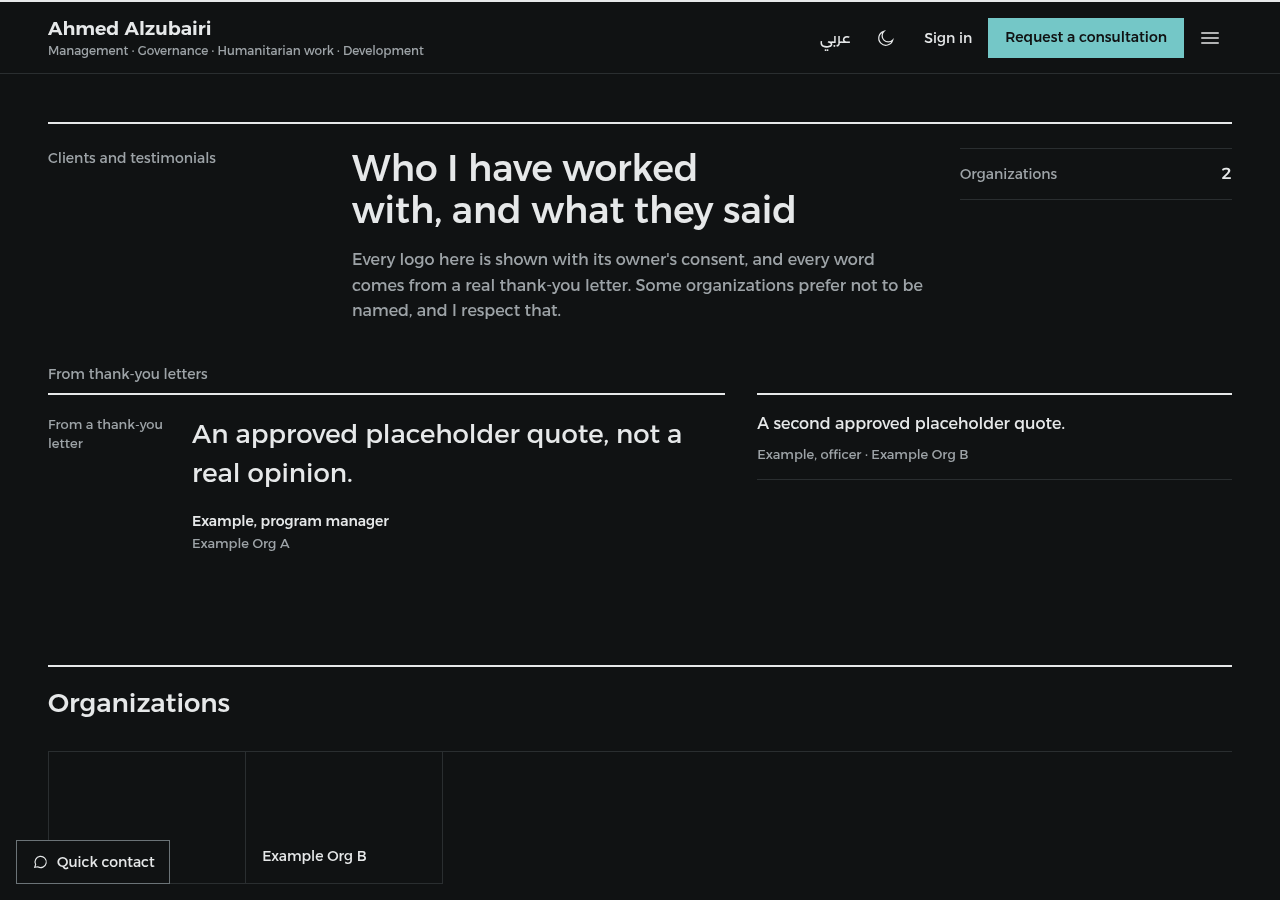 Ahmed Alzubairi
Management · Governance · Humanitarian work · Development
عربي
Sign in
Request a consultation
Clients and testimonials
Who I have worked
with, and what they said
Every logo here is shown with its owner's consent, and every word
comes from a real thank-you letter. Some organizations prefer not to be
named, and I respect that.
Organizations
2
From thank-you letters
From a thank-you
letter
An approved placeholder quote, not a
real opinion.
Example, program manager
Example Org A
A second approved placeholder quote.
Example, officer · Example Org B
Organizations
Example Org B
Quick contact